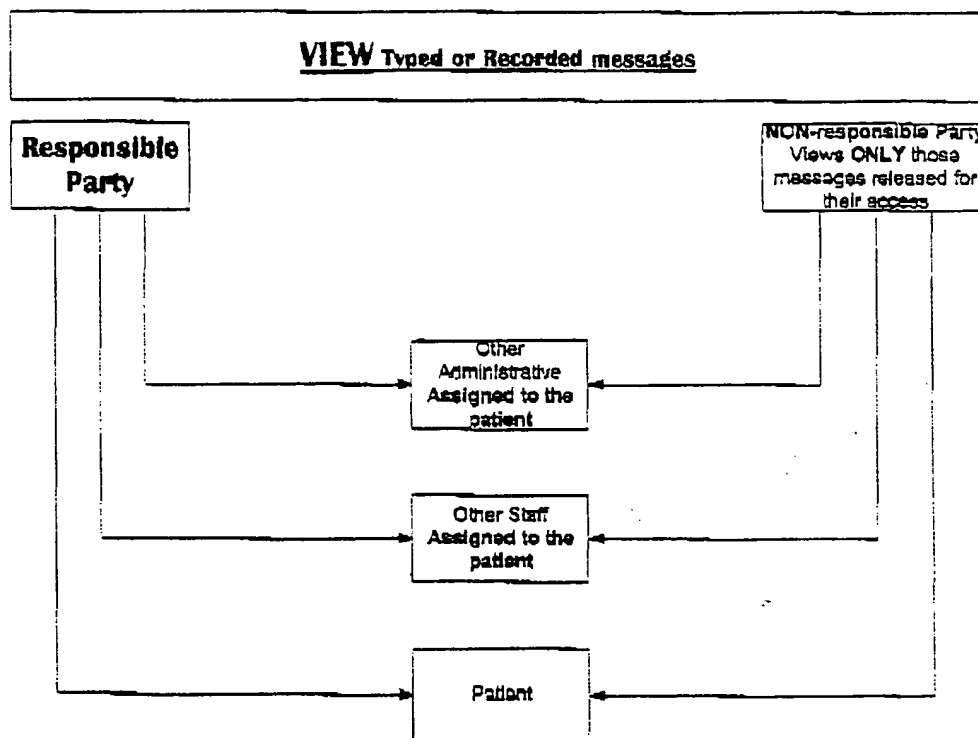 VIEW Typed or Recorded messages
Responsible
Party
NON-responsible Party
Views ONLY those
messages released for
their access
Other
Administrative
Assigned to the
patient
Other Staff
Assigned to the
patient
Patient